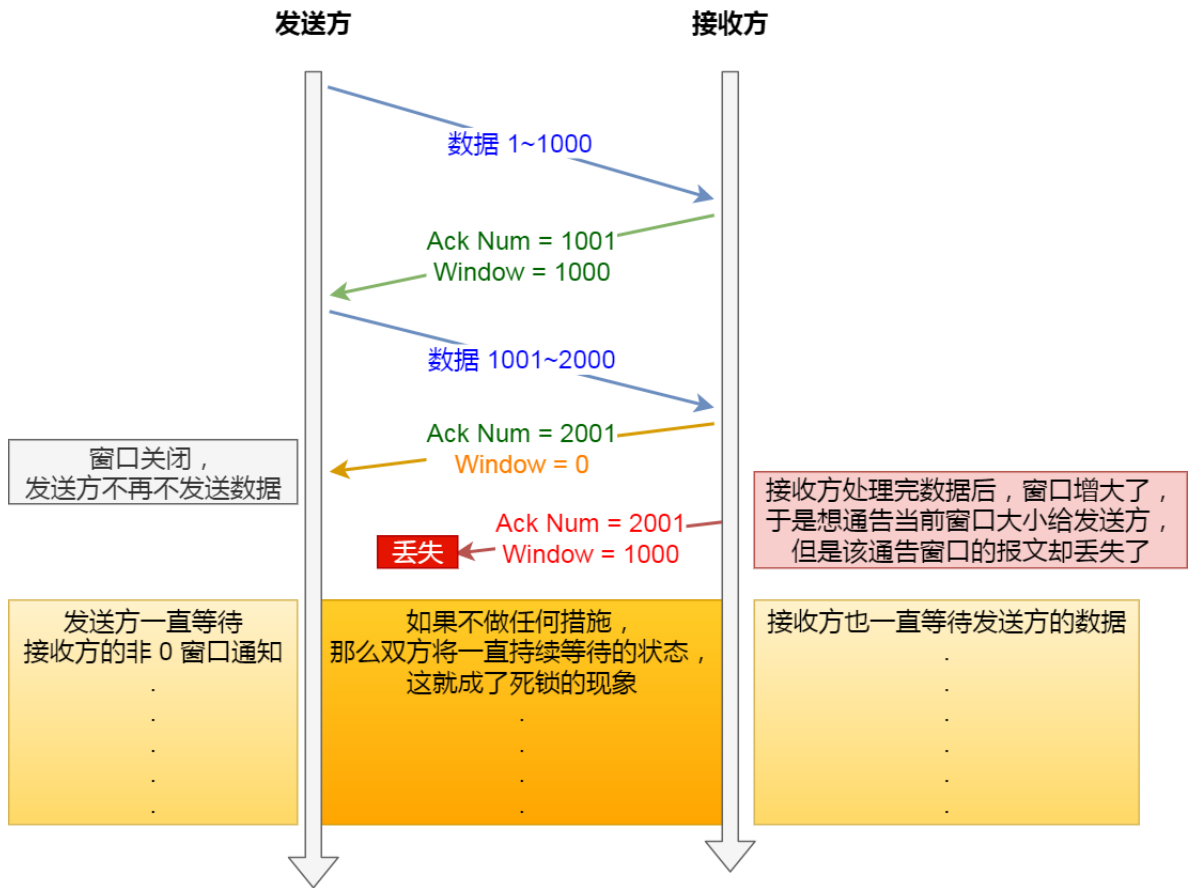 发送方
接收方
数据 1~1000
Ack Num = 1001
Window = 1000
数据 1001~2000
Ack Num = 2001
Window = 0
窗口关闭，
发送方不再不发送数据
接收方处理完数据后，窗口增大了，
于是想通告当前窗口大小给发送方，
但是该通告窗口的报文却丢失了
Ack Num = 2001
Window = 1000
丢失
发送方一直等待
接收方的非 0 窗口通知
.
.
.
.
.
如果不做任何措施，
那么双方将一直持续等待的状态，
这就成了死锁的现象
.
.
.
.
接收方也一直等待发送方的数据
.
.
.
.
.
.